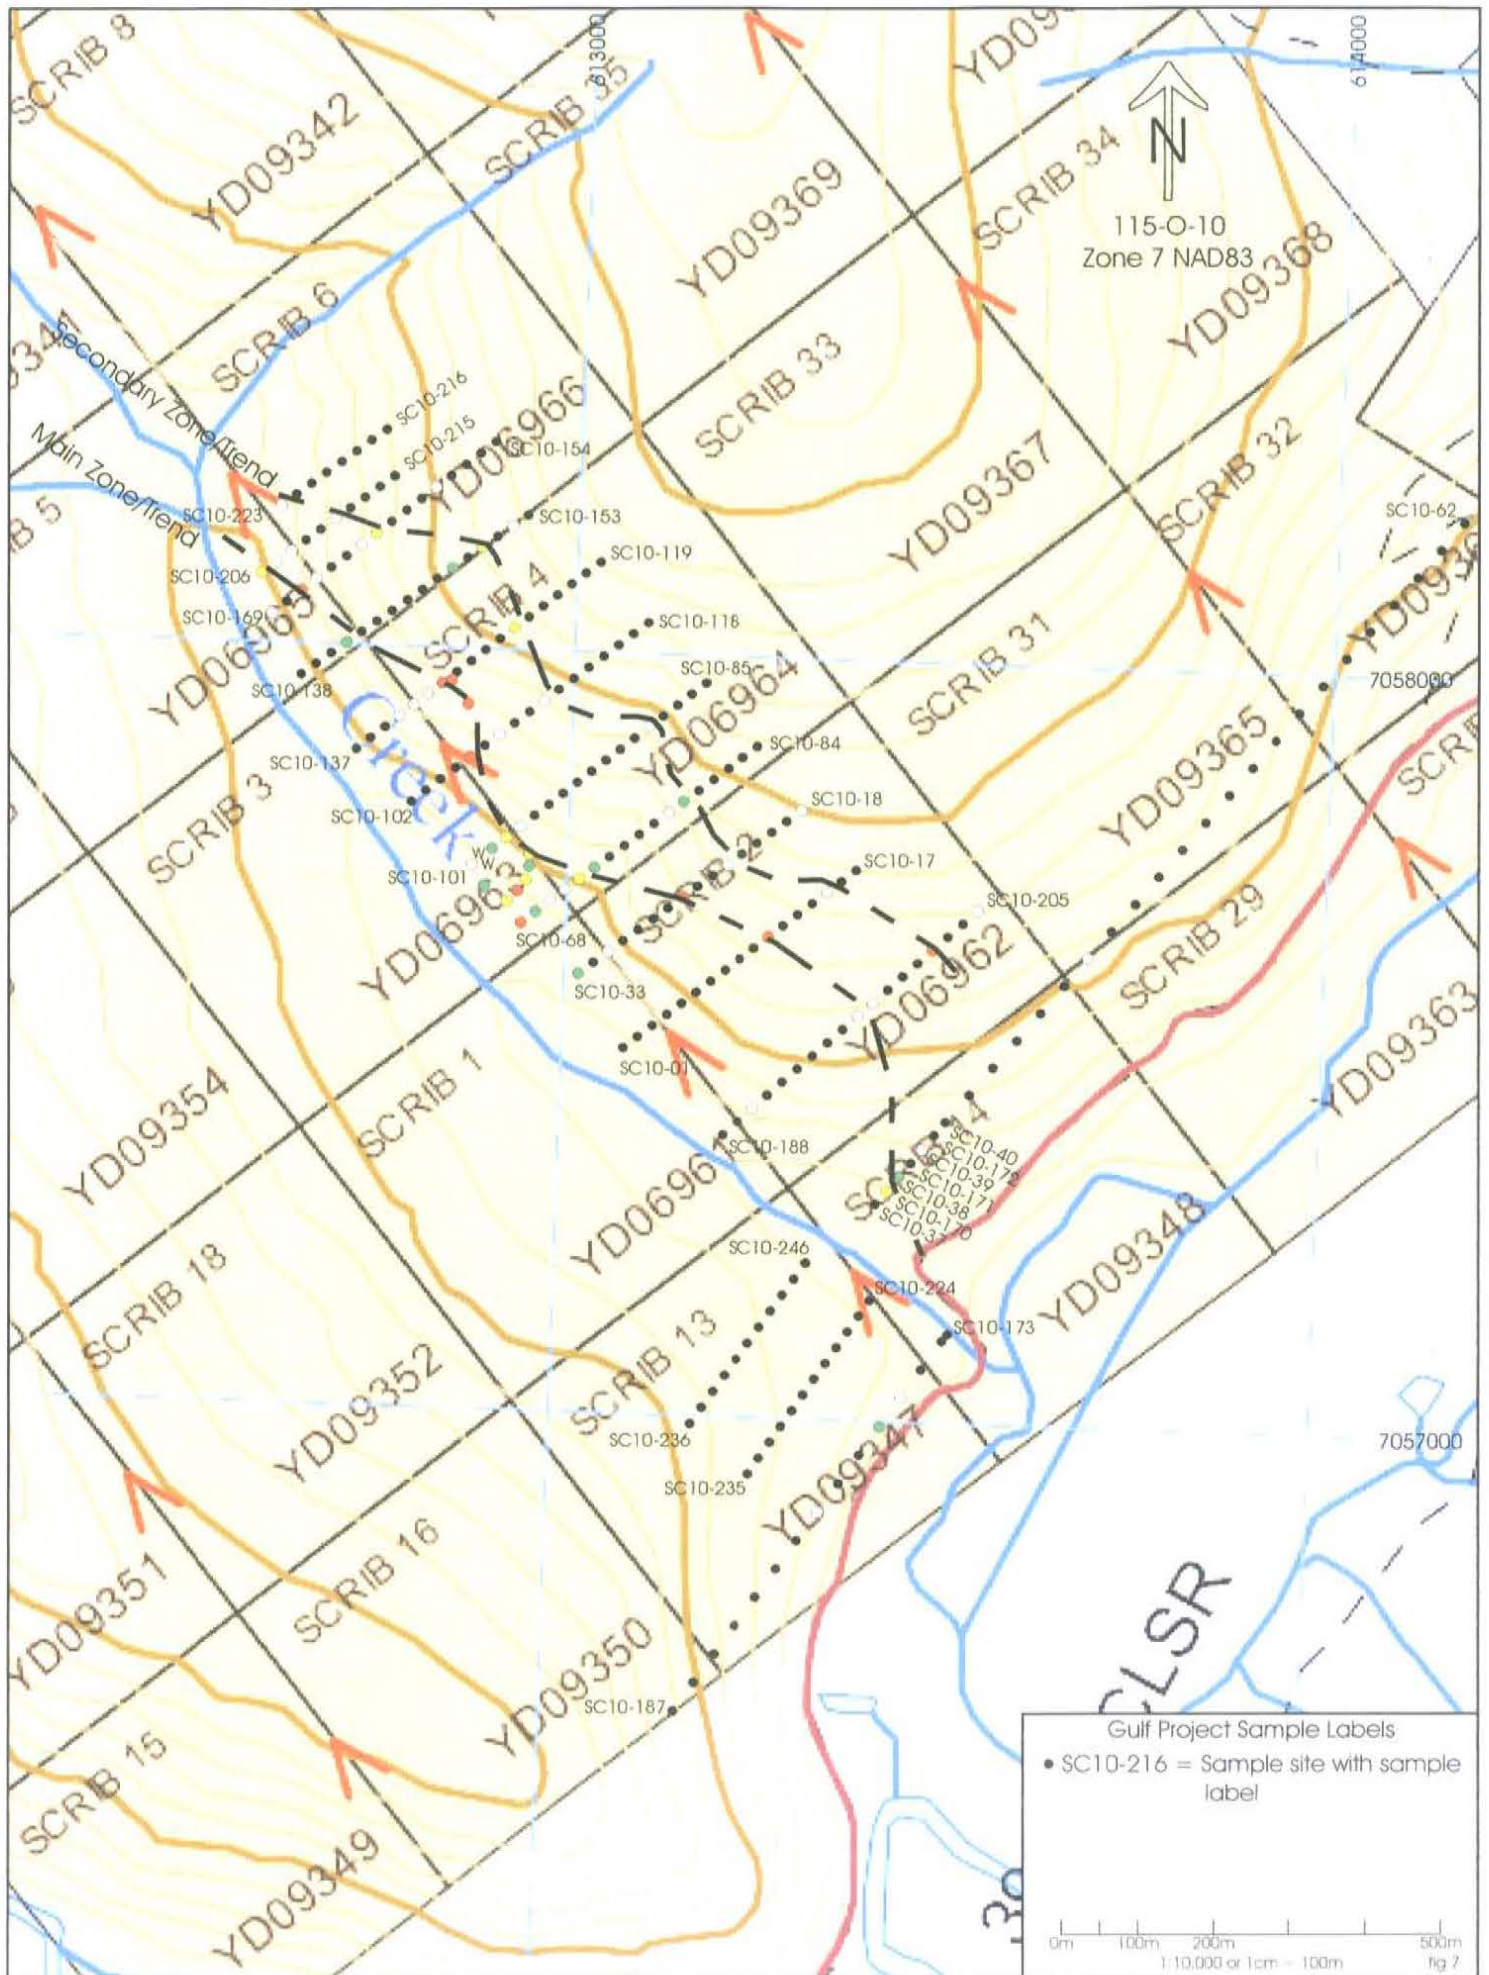 SCRIB 8
YD09342
613000
SCRIB 35
614000
N
115-O-10
Zone 7 NAD83
YD09369
SCRIB 34
YD09368
SCRIB 6
Secondary Zone/Trend
Main Zone/Trend
SCRIB 33
SC10-216
SC10-215
SC10-154
YD06966
SC10-153
SC10-119
SC10-223
SC10-206
SC10-169
SC10-138
YD06965
SCRIB 4
SC10-118
SC10-85
YD09367
SCRIB 32
SC10-62
7058000
SCRIB 31
YD09365
SC10-137
Creek
YD06964
SC10-84
SC10-18
SCRIB 3
SC10-102
W
W
SC10-101
SCRIB 2
SC10-17
SC10-205
YD06963
SC10-68
SC10-33
YD06962
SCRIB 29
YD09363
SC10-01
SCRIB 1
YD09354
SC10-188
YD06961
SCRIB 14
SC10-40
SC10-172
SC10-39
SC10-171
SC10-38
SC10-170
YD09348
SC10-246
SC10-224
SC10-173
SCRIB 18
SCRIB 13
YD09352
SC10-236
SC10-235
YD09347
7057000
SCRIB 16
YD09351
YD09350
SC10-187
CLSR
SCRIB 15
YD09349
Gulf Project Sample Labels
SC10-216 = Sample site with sample
label
0m 100m 200m 500m
1:10,000 or 1cm = 100m
fig 7